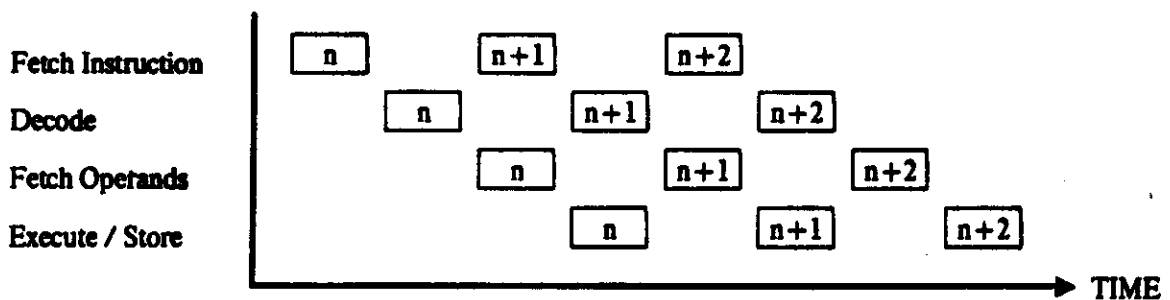 Fetch Instruction n n+1 n+2
Decode n n+1 n+2
Fetch Operands n n+1 n+2
Execute / Store n n+1 n+2
TIME